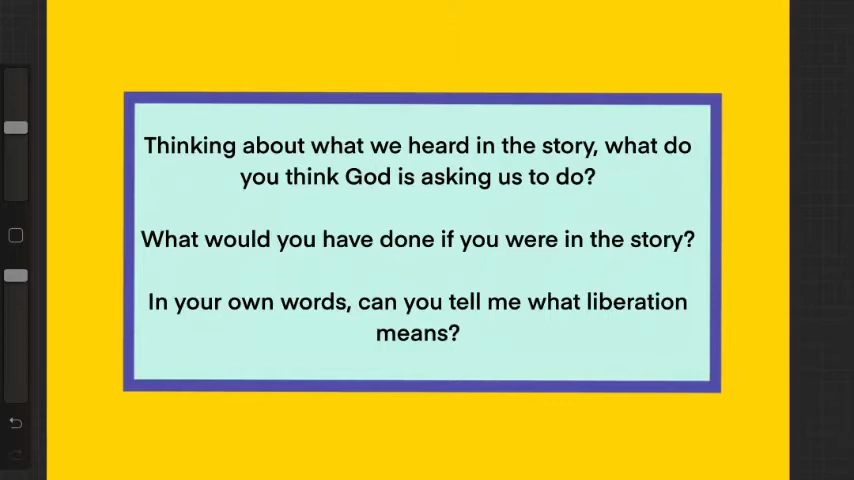 Thinking about what we heard in the story, what do
you think God is asking us to do?
What would you have done if you were in the story?
In your own words, can you tell me what liberation
means?